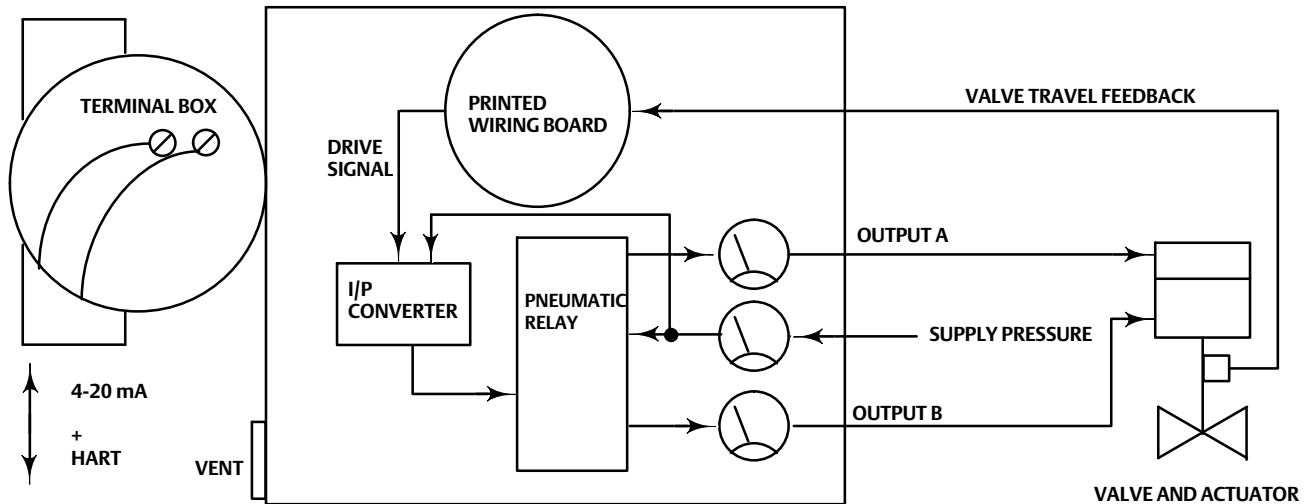 TERMINAL BOX
PRINTED
WIRING BOARD
VALVE TRAVEL FEEDBACK
DRIVE
SIGNAL
OUTPUT A
I/P
CONVERTER
PNEUMATIC
RELAY
SUPPLY PRESSURE
4-20 mA
+
HART
OUTPUT B
VENT
VALVE AND ACTUATOR